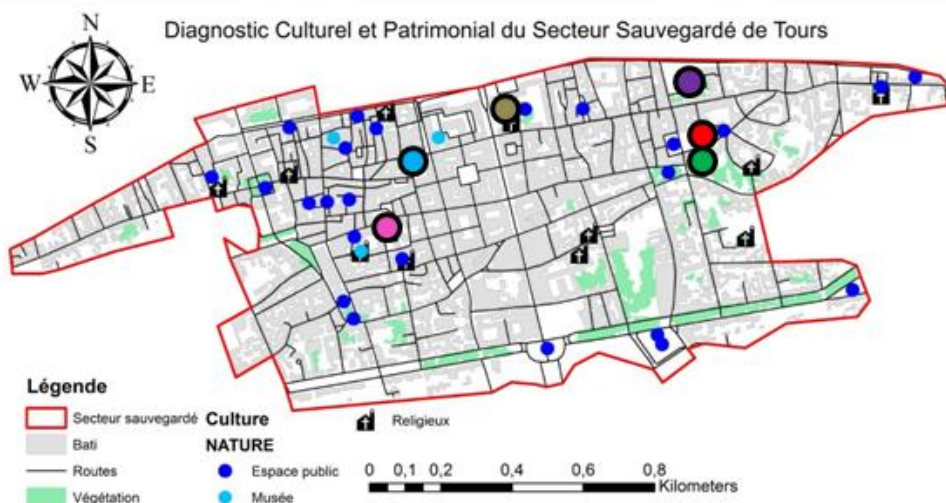 Diagnostic Culturel et Patrimonial du Secteur Sauvegardé de Tours
N
W E
S
Légende
Secteur sauvegardé
Bati
Routes
Végétation
Culture
NATURE
Espace public
Musée
Religieux
0 0,1 0,2 0,4 0,6 0,8
Kilometers